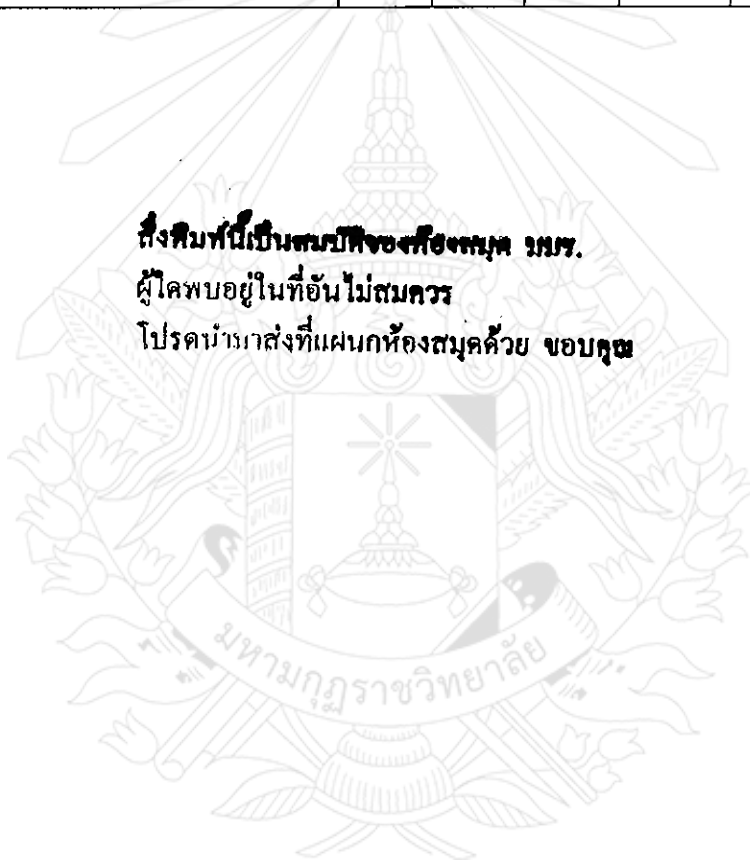 สิ่งพิมพ์นี้เป็นสมบัติของห้องสมุด มมร.
ผู้ใดพบอยู่ในที่อันไม่สมควร
โปรดนำมาส่งที่แผนกห้องสมุดด้วย ขอบคุณ
มหามกุฏราชวิทยาลัย